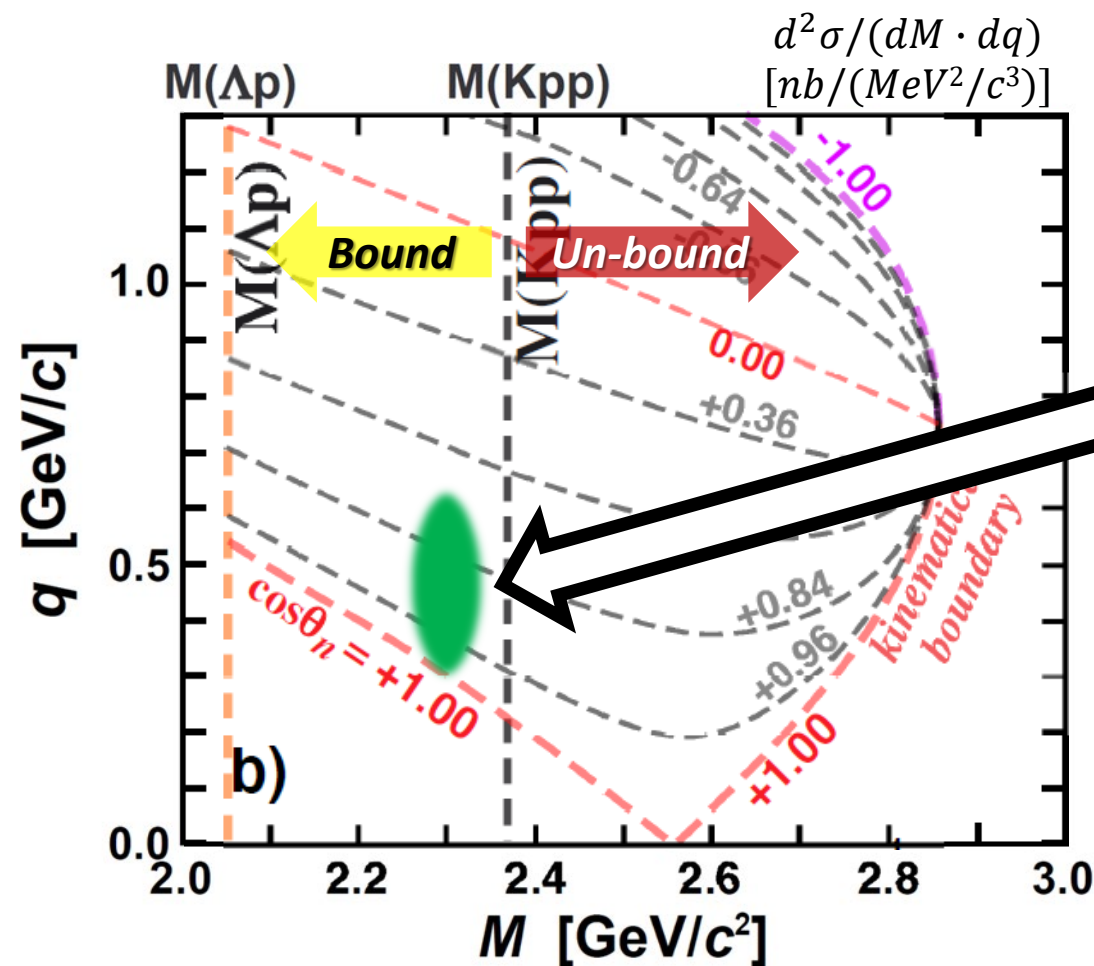 d²σ/(dM · dq)
[nb/(MeV²/c³)]
M(Λp)
M(Kpp)
M(Λp)
M(Kpp)
Bound
Un-bound
-1.00
-0.64
0.00
+0.36
+0.84
+0.96
+1.00
cosθn = +1.00
boundary
b)
q [GeV/c]
1.0
0.5
0.0
2.0
2.2
2.4
2.6
2.8
3.0
M [GeV/c²]